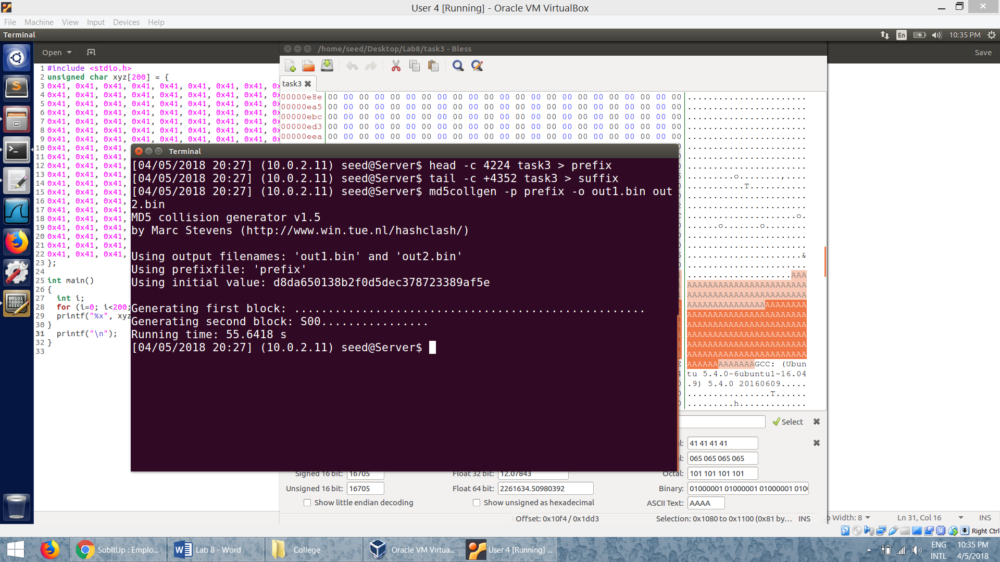 User 4 [Running] - Oracle VM VirtualBox
File Machine View Input Devices Help
Terminal
En
10:35 PM
Open
/home/seed/Desktop/Lab8/task3 - Bless
Save
1 #include <stdio.h>
2 unsigned char xyz[200] = {
3 0x41, 0x41, 0x41, 0x41, 0x41, 0x41, 0x41, 0x41,
4 0x41, 0x41, 0x41, 0x41, 0x41, 0x41, 0x41, 0x41,
5 0x41, 0x41, 0x41, 0x41, 0x41, 0x41, 0x41, 0x41,
6 0x41, 0x41, 0x41, 0x41, 0x41, 0x41, 0x41, 0x41,
7 0x41, 0x41, 0x41, 0x41, 0x41, 0x41, 0x41, 0x41,
8 0x41, 0x41, 0x41, 0x41, 0x41, 0x41, 0x41, 0x41,
9 0x41, 0x41, 0x41, 0x41, 0x41, 0x41, 0x41, 0x41,
10 0x41, 0x41, 0x41,
11 0x41, 0x41, 0x41,
12 0x41, 0x41, 0x41,
13 0x41, 0x41, 0x41,
14 0x41, 0x41, 0x41,
15 0x41, 0x41, 0x41,
16 0x41, 0x41, 0x41,
17 0x41, 0x41, 0x41,
18 0x41, 0x41, 0x41,
19 0x41, 0x41, 0x41,
20 0x41, 0x41, 0x41,
21 0x41, 0x41, 0x41,
22 0x41, 0x41, 0x41,
23 };
24
25 int main()
26 {
27 int i;
28 for (i=0; i<200;
29 printf("%x", xyz
30 }
31 printf("\n");
32 }
33
task3
00000e8e 00 00 00 00 00 00 00 00 00 00 00 00 00 00 00 00 00 00 00 00 00 00 00 .......................
00000ea5 00 00 00 00 00 00 00 00 00 00 00 00 00 00 00 00 00 00 00 00 00 00 00 .......................
00000ebc 00 00 00 00 00 00 00 00 00 00 00 00 00 00 00 00 00 00 00 00 00 00 00 .......................
00000ed3 00 00 00 00 00 00 00 00 00 00 00 00 00 00 00 00 00 00 00 00 00 00 00 .......................
00000eea 00 00 00 00 00 00 00 00 00 00 00 00 00 00 00 00 00 00 00 00 00 00 00 .......................
Terminal
[04/05/2018 20:27] (10.0.2.11) seed@Server$ head -c 4224 task3 > prefix
[04/05/2018 20:27] (10.0.2.11) seed@Server$ tail -c +4352 task3 > suffix
[04/05/2018 20:27] (10.0.2.11) seed@Server$ md5collgen -p prefix -o out1.bin out
2.bin
MD5 collision generator v1.5
by Marc Stevens (http://www.win.tue.nl/hashclash/)
Using output filenames: 'out1.bin' and 'out2.bin'
Using prefixfile: 'prefix'
Using initial value: d8da650138b2f0d5dec378723389af5e
Generating first block: ....................................................
Generating second block: S00................
Running time: 55.6418 s
[04/05/2018 20:27] (10.0.2.11) seed@Server$
.........o........,....
...........T...........
.....................o.
......o.......o........
......................&
....................AAA
AAAAAAAAAAAAAAAAAAAAAAA
AAAAAAAAAAAAAAAAAAAAAAA
AAAAAAAAAAAAAAAAAAAAAAA
AAAAAAAAAAAAAAAAAAAAAAA
AAAAAAAAAAAAAAAAAAAAAAA
AAAAAAAAAAAAAAAAAAAAAAA
AAAAAAAAAAAAAAAAAAAAAAA
AAAAAAAAAAAAAAAAAAAAAAA
AAAAAAAAAAAAAGCC: (Ubun
tu 5.4.0-6ubuntu1~16.04
.9) 5.4.0 20160609.....
................T......
.........h.............
Select
41 41 41 41
065 065 065 065
Signed 16 bit: 16705 Float 32 bit: 12.07843 Octal: 101 101 101 101
Unsigned 16 bit: 16705 Float 64 bit: 2261634.50980392 Binary: 01000001 01000001 01000001 010
Show little endian decoding Show unsigned as hexadecimal ASCII Text: AAAA
Offset: 0x10f4 / 0x1dd3 Selection: 0x1080 to 0x1100 (0x81 by... INS
Width: 8 Ln 31, Col 16 INS
Right Ctrl
SubItUp : Emplo...
Lab 8 - Word
College
Oracle VM Virtua...
User 4 [Running] ...
ENG
INTL
10:35 PM
4/5/2018